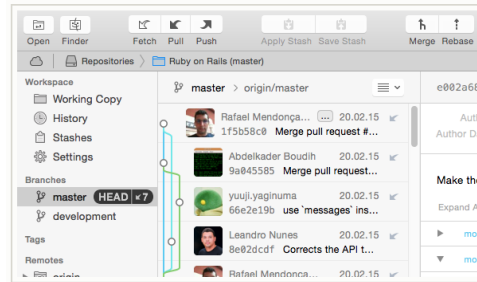 Open Finder Fetch Pull Push Apply Stash Save Stash Merge Rebase
Repositories Ruby on Rails (master)
Workspace
Working Copy
History
Stashes
Settings
Branches
master HEAD 7
development
Tags
Remotes
origin
master > origin/master
Rafael Mendonça... ... 20.02.15
1f5b58c0 Merge pull request #...
Abdelkader Boudih 20.02.15
9a045585 Merge pull request...
yuuji.yaginuma 20.02.15
66e2e19b use `messages` ins...
Leandro Nunes 20.02.15
8e02dcdf Corrects the API t...
Rafael Mendonça... 20.02.15
e002a68
Auth
Author D
Make the
Expand A
mo
mo